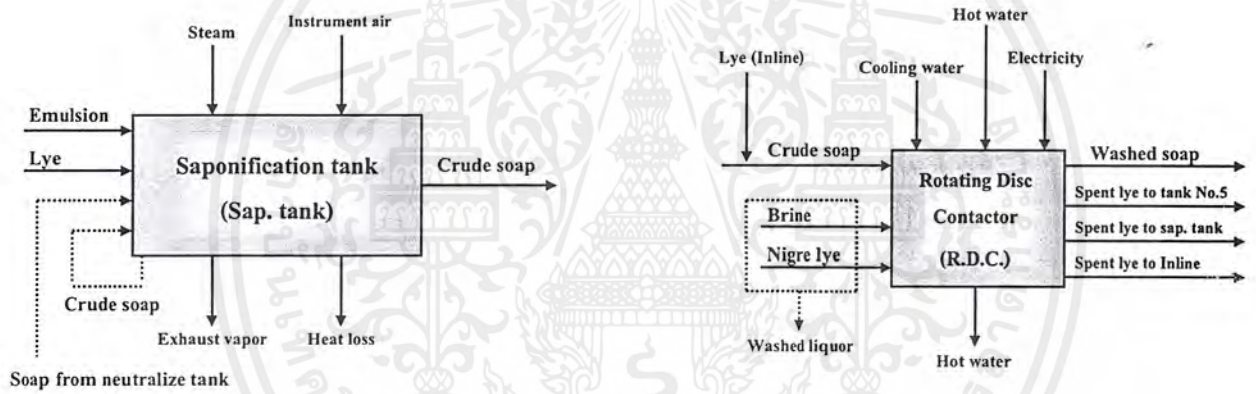 Steam
Instrument air
Emulsion
Lye
Saponification tank
(Sap. tank)
Crude soap
Crude soap
Exhaust vapor
Heat loss
Soap from neutralize tank
Hot water
Lye (Inline)
Cooling water
Electricity
Crude soap
Brine
Nigre lye
Rotating Disc
Contactor
(R.D.C.)
Washed soap
Spent lye to tank No.5
Spent lye to sap. tank
Spent lye to Inline
Washed liquor
Hot water